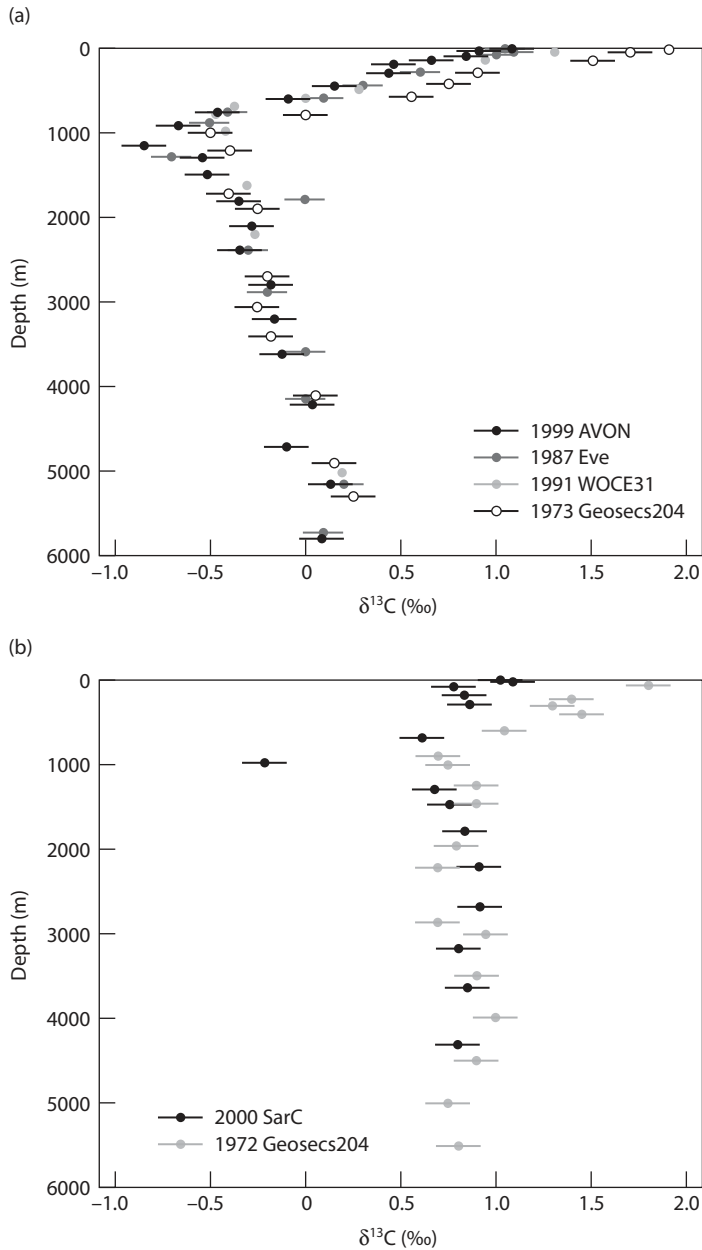 (a)
0
1000
2000
3000
4000
5000
6000
Depth (m)
1999 AVON
1987 Eve
1991 WOCE31
1973 Geosecs204
−1.0 −0.5 0 0.5 1.0 1.5 2.0
δ¹³C (‰)
(b)
0
1000
2000
3000
4000
5000
6000
Depth (m)
2000 SarC
1972 Geosecs204
−1.0 −0.5 0 0.5 1.0 1.5 2.0
δ¹³C (‰)